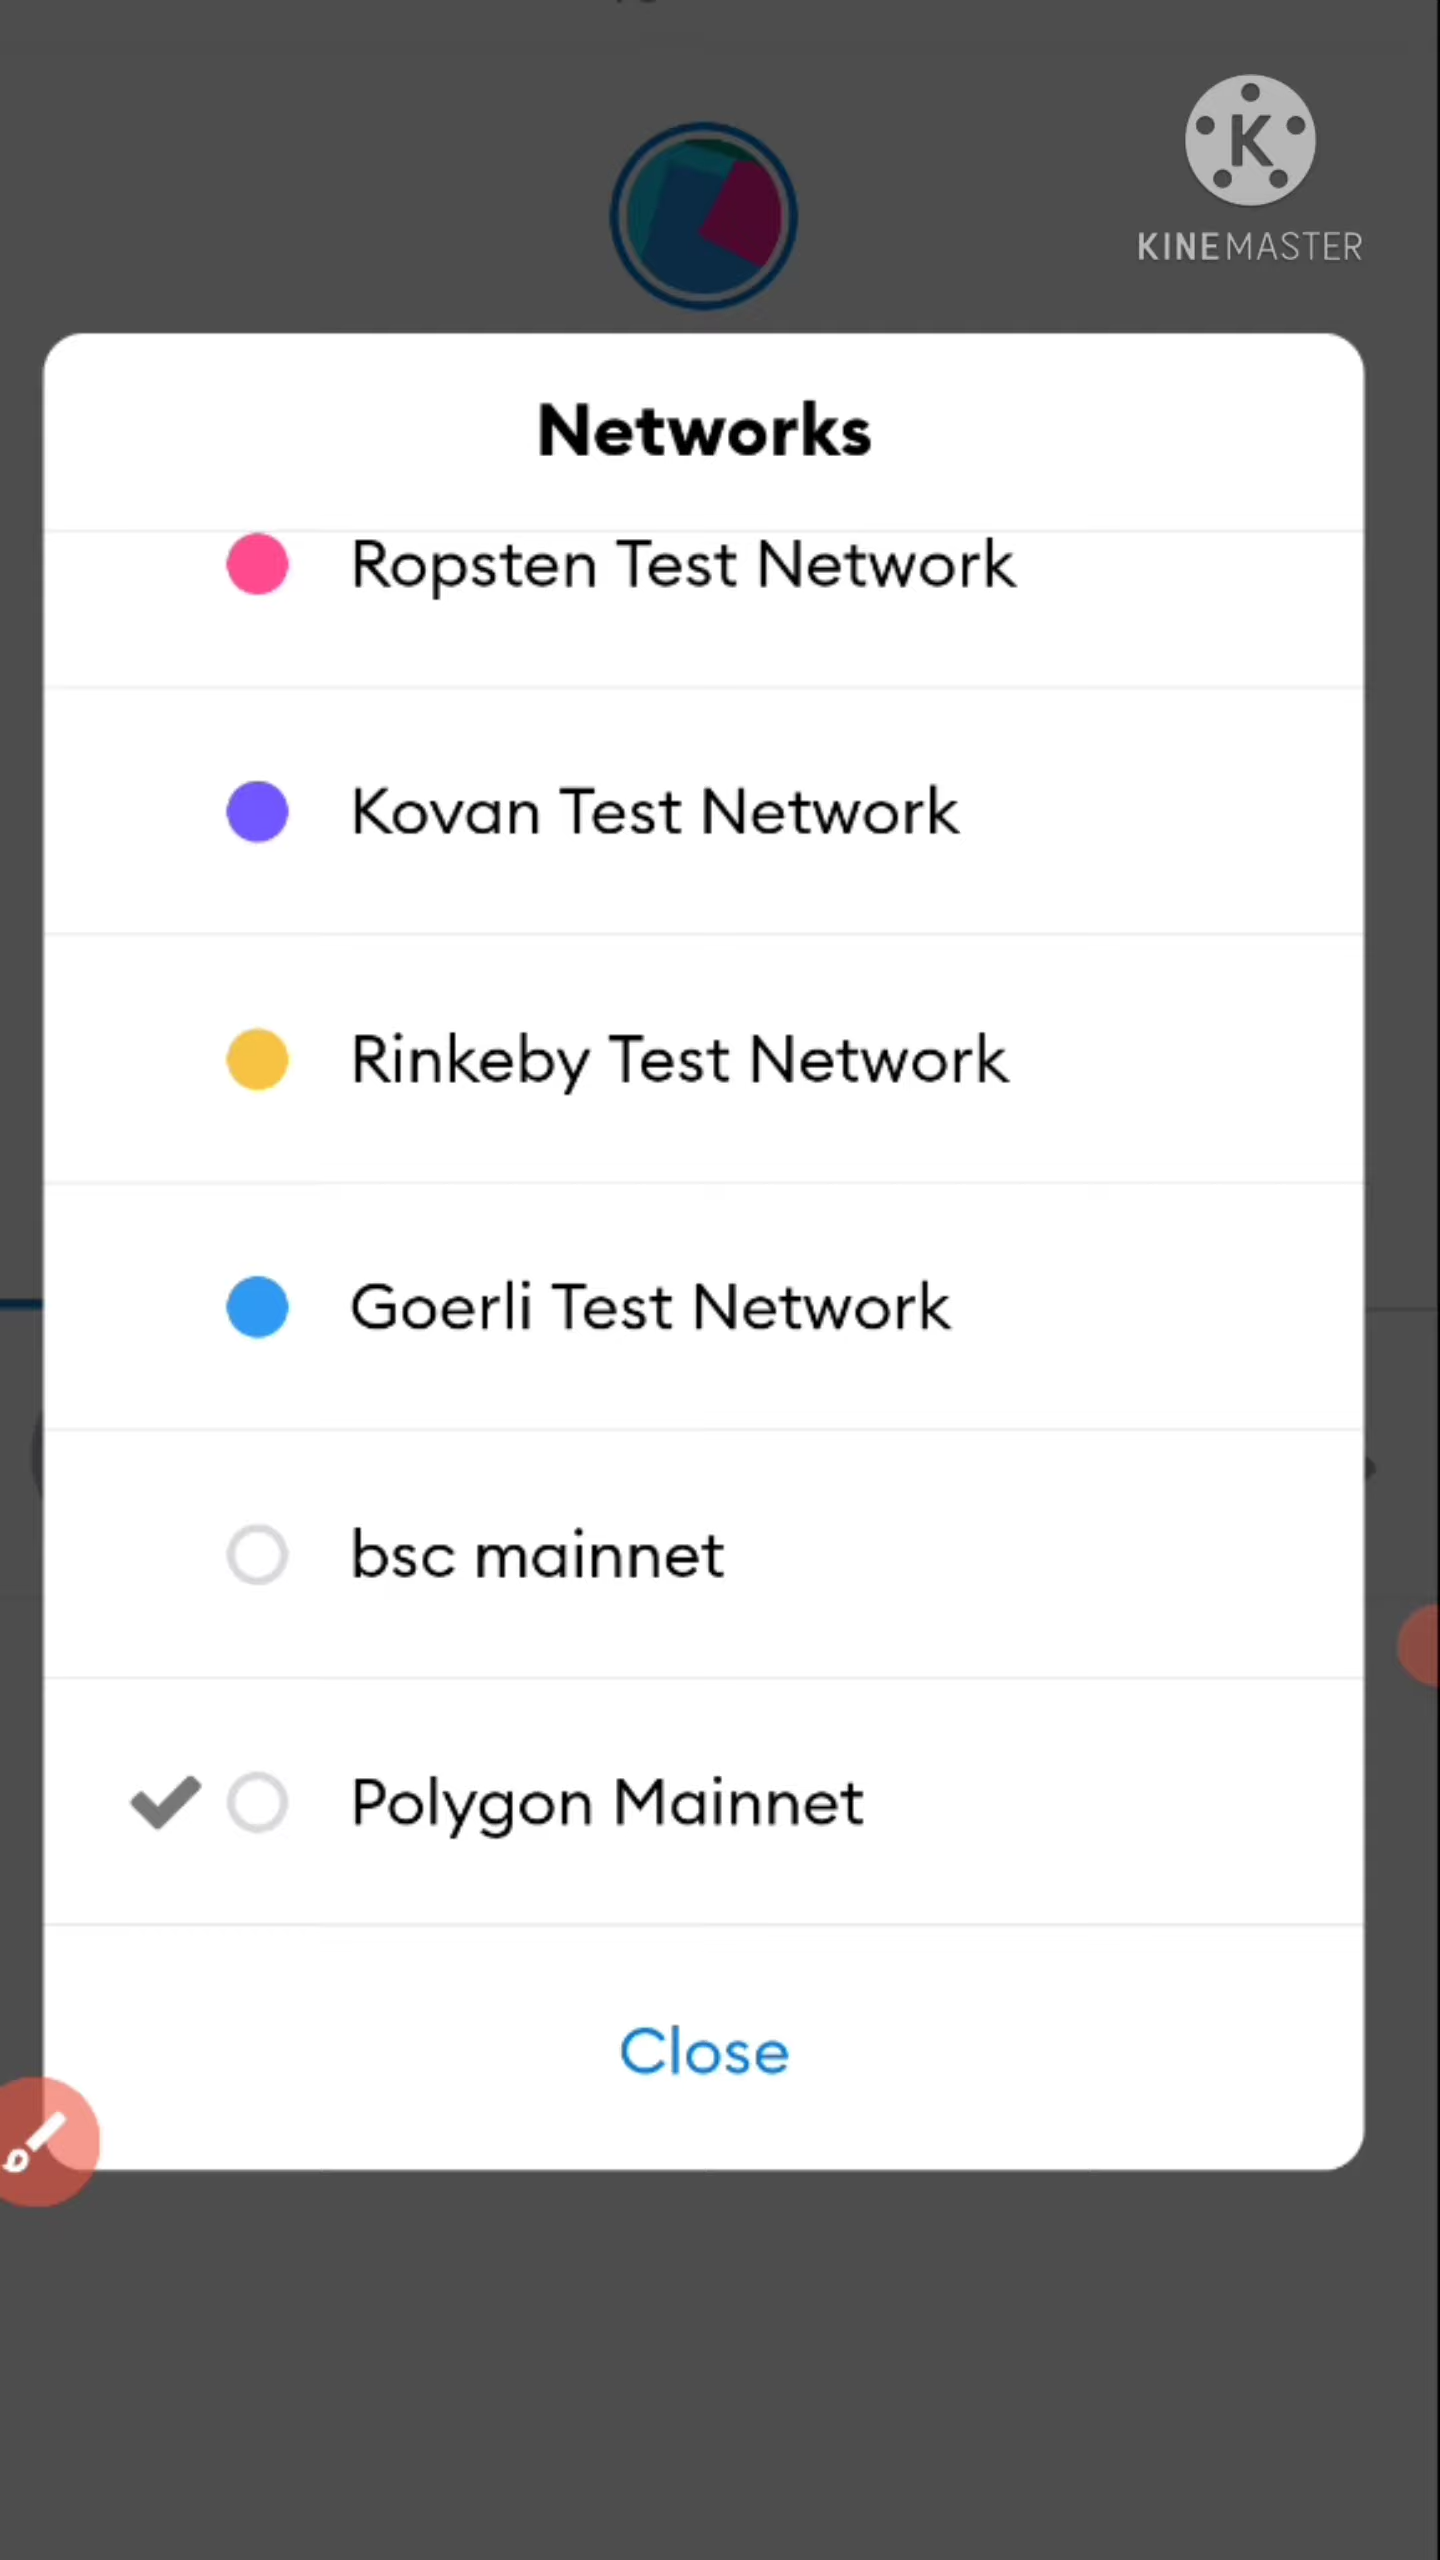 K
KINEMASTER
Networks
Ropsten Test Network
Kovan Test Network
Rinkeby Test Network
Goerli Test Network
bsc mainnet
Polygon Mainnet
Close